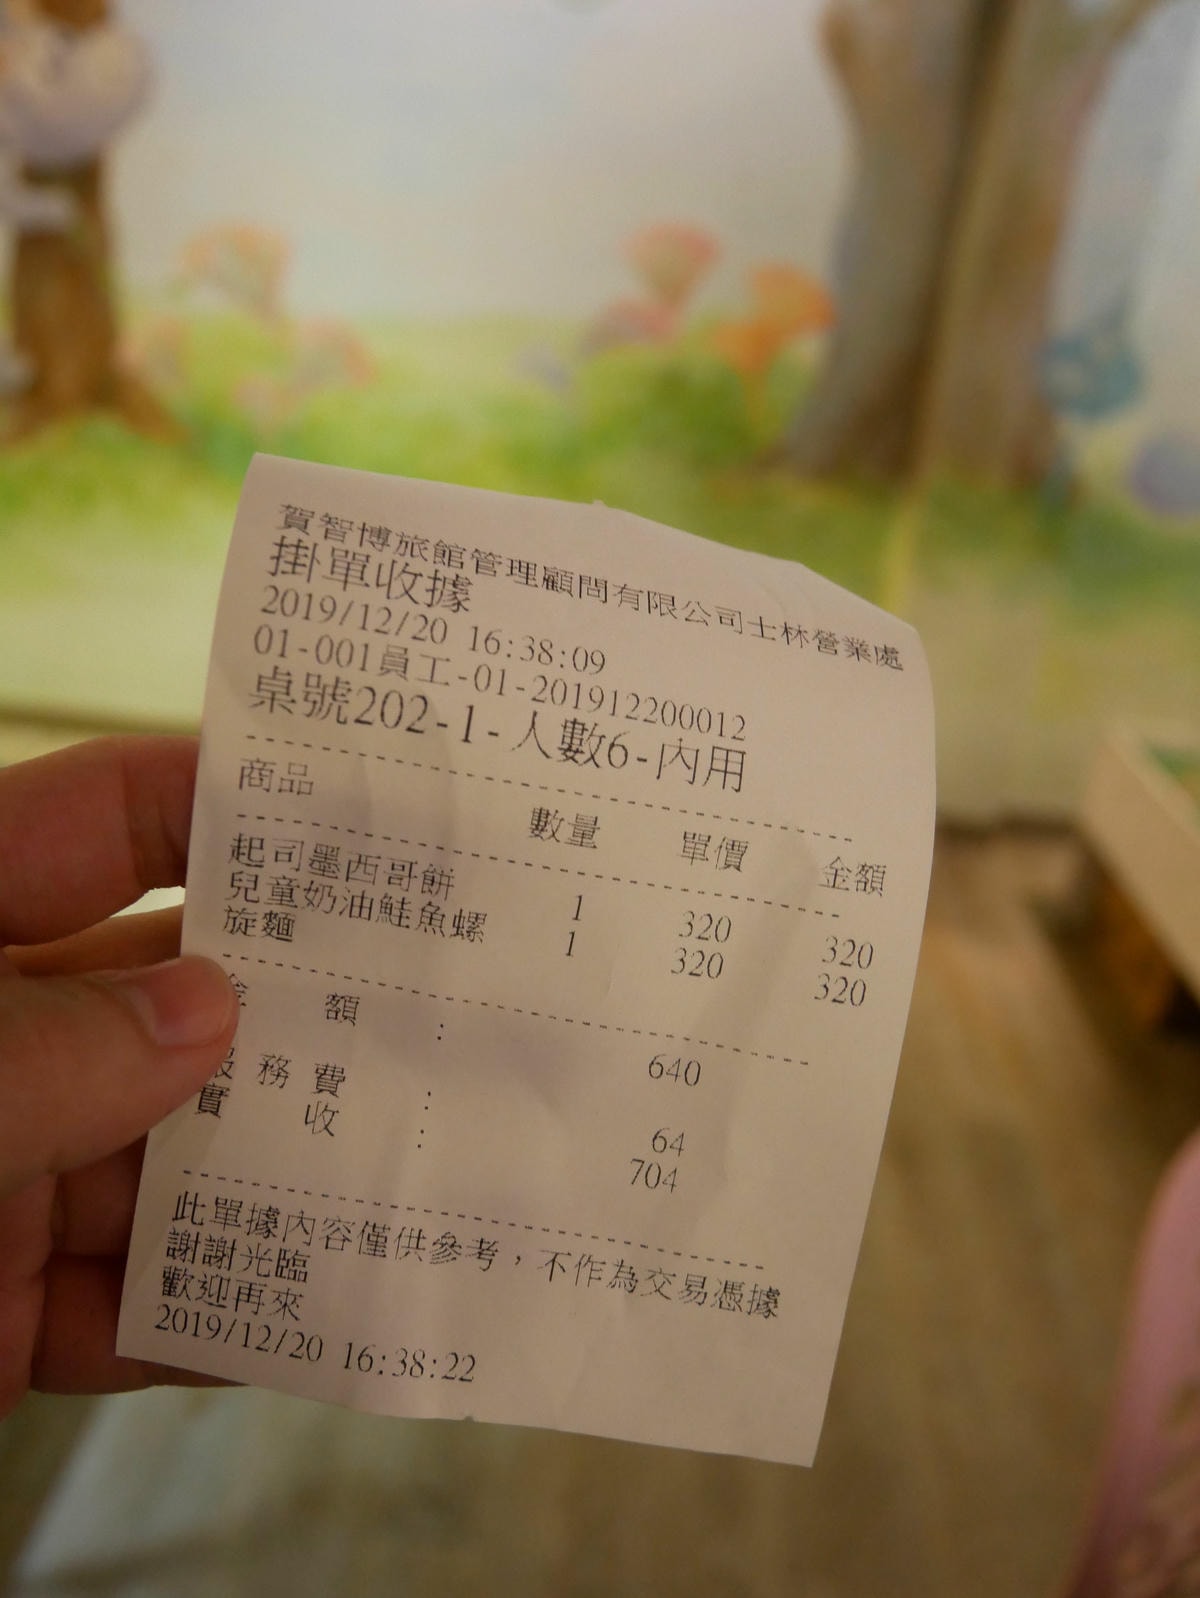 賀智博旅館管理顧問有限公司士林營業處
掛單收據
2019/12/20 16:38:09
01-001員工-01-201912200012
桌號202-1-人數6-內用
商品 數量 單價 金額
起司墨西哥餅 1 320 320
兒童奶油鮭魚螺 1 320 320
旋麵
金額: 640
服務費: 64
實收: 704
此單據內容僅供參考,不作為交易憑據
謝謝光臨
歡迎再來
2019/12/20 16:38:22